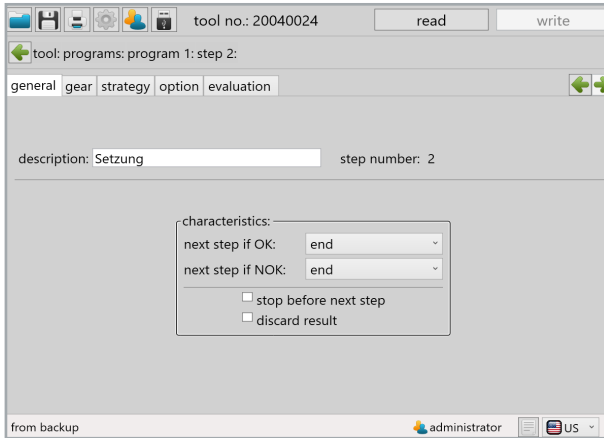 tool no.: 20040024 read write
tool: programs: program 1: step 2:
general gear strategy option evaluation
description: Setzung step number: 2
characteristics:
next step if OK: end
next step if NOK: end
stop before next step
discard result
from backup administrator US